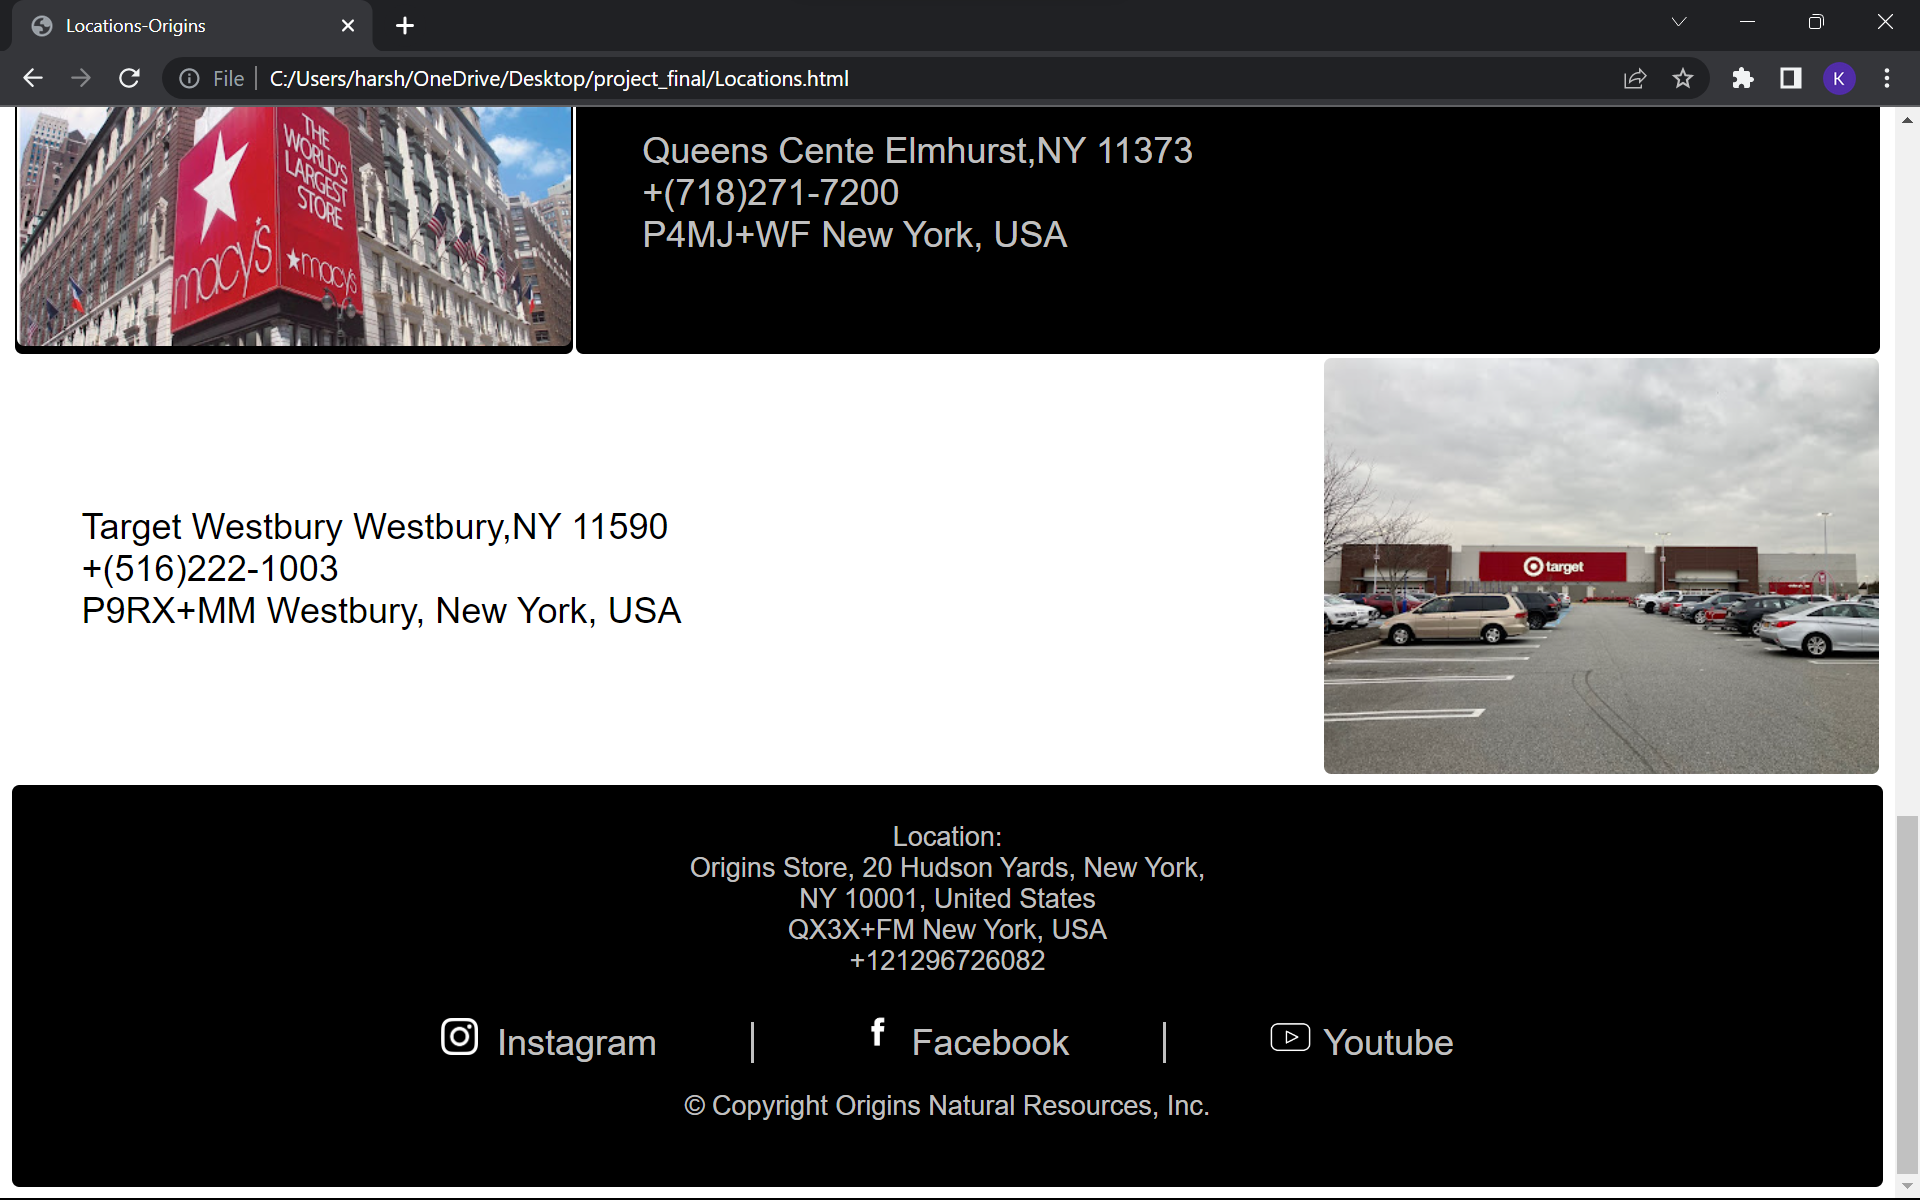 Locations-Origins
File
C:/Users/harsh/OneDrive/Desktop/project_final/Locations.html
K
THE
WORLD'S
LARGEST
STORE
macy's
macy's
Queens Cente Elmhurst,NY 11373
+(718)271-7200
P4MJ+WF New York, USA
Target Westbury Westbury,NY 11590
+(516)222-1003
P9RX+MM Westbury, New York, USA
target
Location:
Origins Store, 20 Hudson Yards, New York,
NY 10001, United States
QX3X+FM New York, USA
+121296726082
Instagram | Facebook | Youtube
© Copyright Origins Natural Resources, Inc.